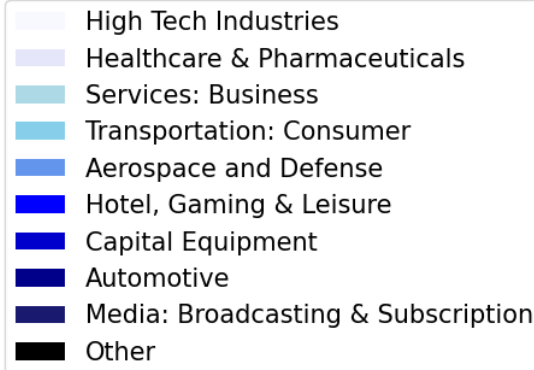 High Tech Industries
Healthcare & Pharmaceuticals
Services: Business
Transportation: Consumer
Aerospace and Defense
Hotel, Gaming & Leisure
Capital Equipment
Automotive
Media: Broadcasting & Subscription
Other